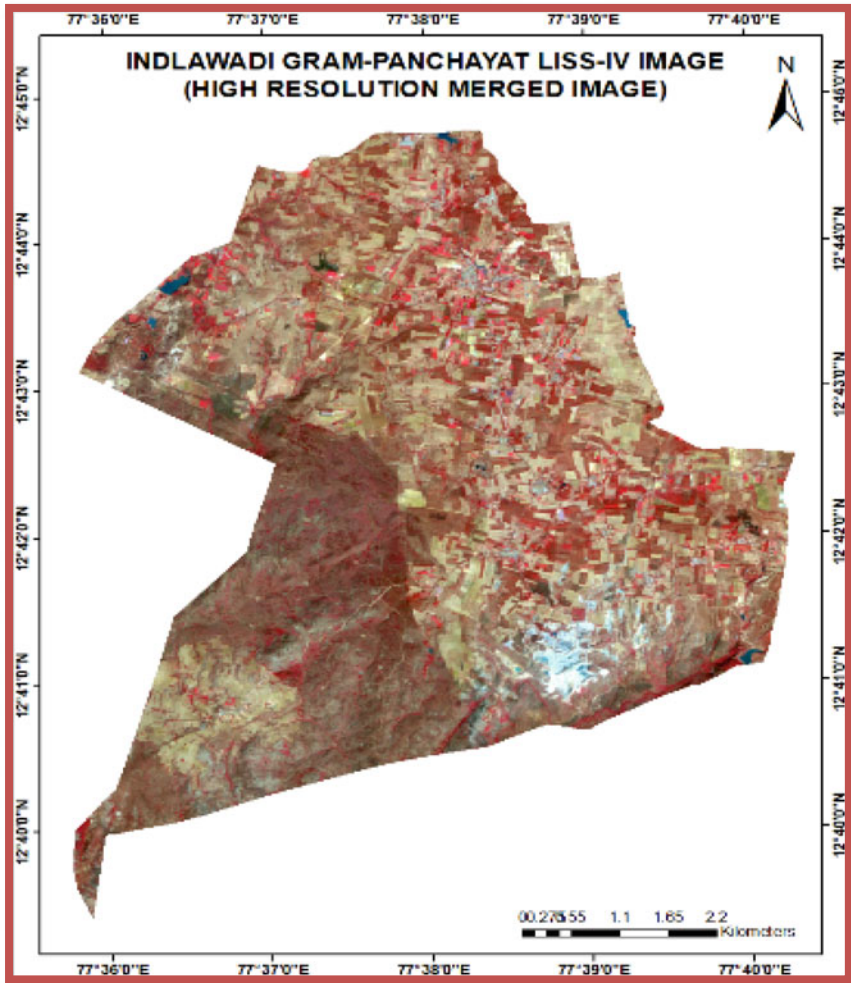 77°36'0"E 77°37'0"E 77°38'0"E 77°39'0"E 77°40'0"E
INDLAWADI GRAM-PANCHAYAT LISS-IV IMAGE
(HIGH RESOLUTION MERGED IMAGE)
N
12°45'0"N 12°46'0"N
12°44'0"N 12°44'0"N
12°43'0"N 12°43'0"N
12°42'0"N 12°42'0"N
12°41'0"N 12°41'0"N
12°40'0"N 12°40'0"N
00.2750.55 1.1 1.65 2.2
Kilometers
77°36'0"E 77°37'0"E 77°38'0"E 77°39'0"E 77°40'0"E